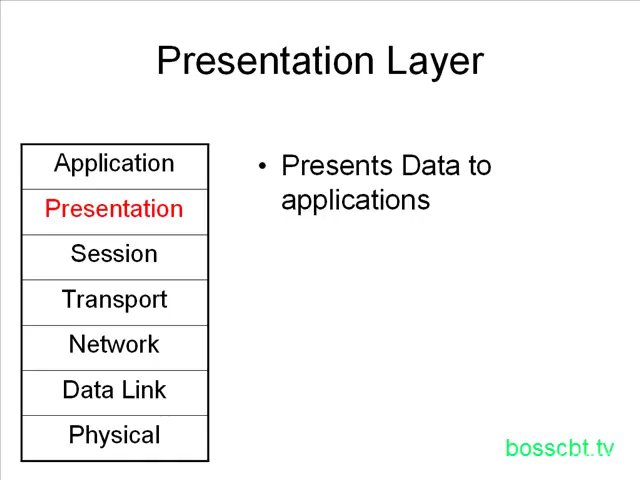 Presentation Layer
Application
Presentation
Session
Transport
Network
Data Link
Physical
• Presents Data to
applications
bosscbt.tv